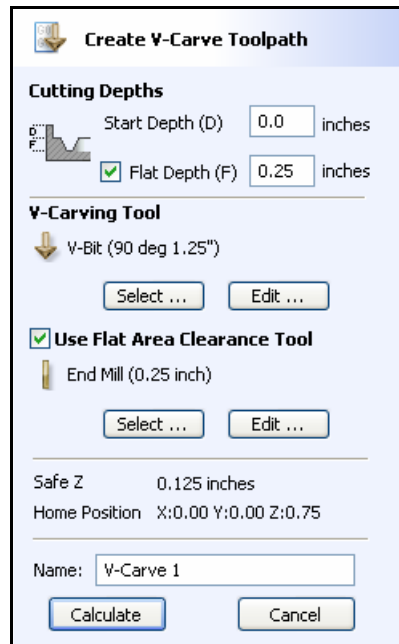 Create V-Carve Toolpath
Cutting Depths
D
F
Start Depth (D) 0.0 inches
Flat Depth (F) 0.25 inches
V-Carving Tool
V-Bit (90 deg 1.25")
Select ... Edit ...
Use Flat Area Clearance Tool
End Mill (0.25 inch)
Select ... Edit ...
Safe Z 0.125 inches
Home Position X:0.00 Y:0.00 Z:0.75
Name: V-Carve 1
Calculate Cancel